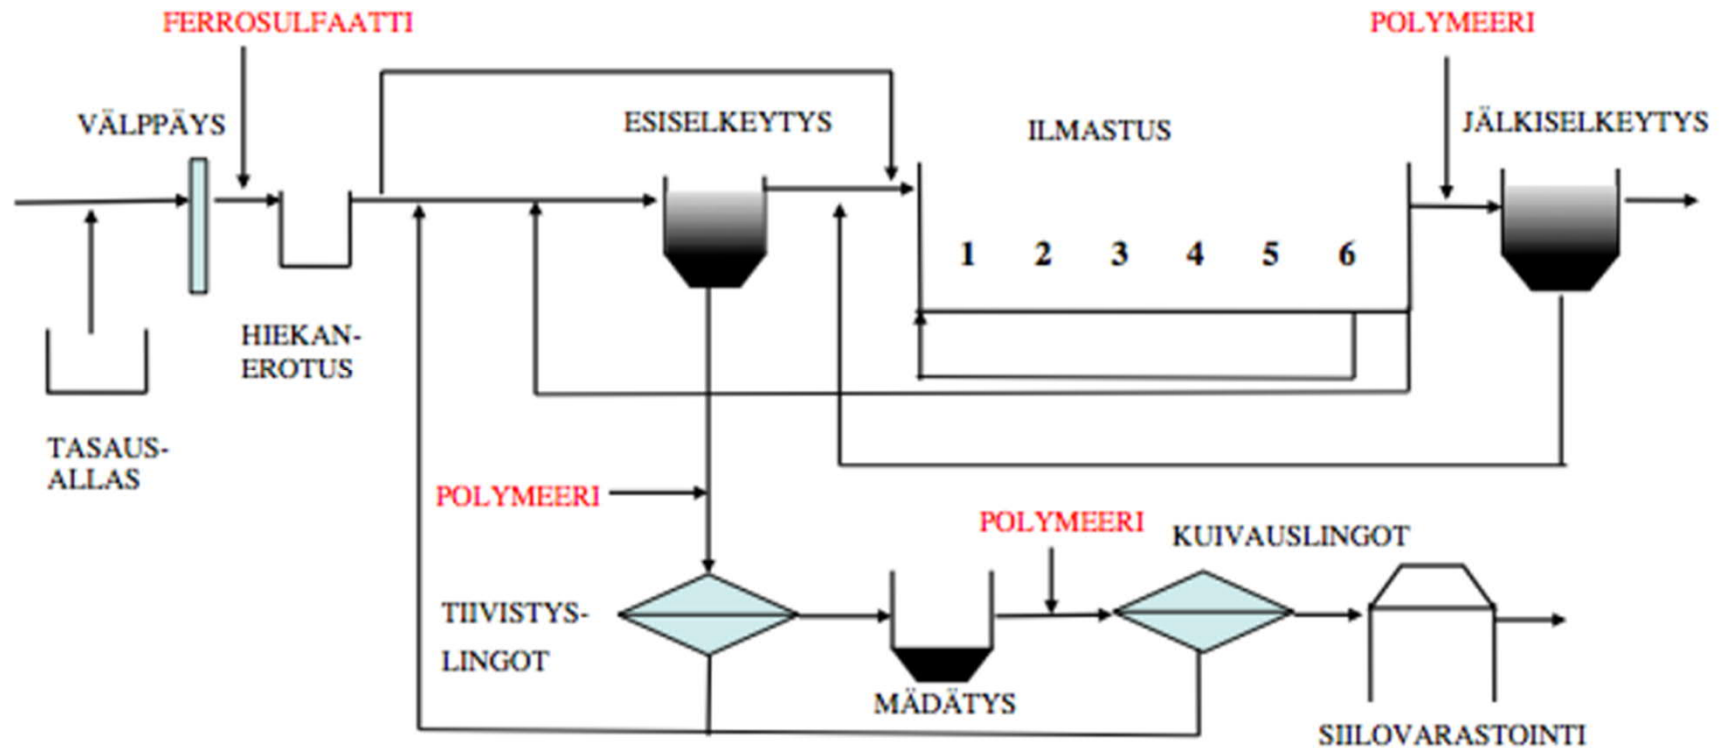 FERROSULFAATTI
POLYMEERI
VÄLPPÄYS
ESISELKEYTYS
ILMASTUS
JÄLKISELKEYTYS
1 2 3 4 5 6
HIEKAN-
EROTUS
TASAUS-
ALLAS
POLYMEERI
POLYMEERI
KUIVAUSLINGOT
TIIVISTYS-
LINGOT
MÄDÄTYS
SIILOVARASTOINTI